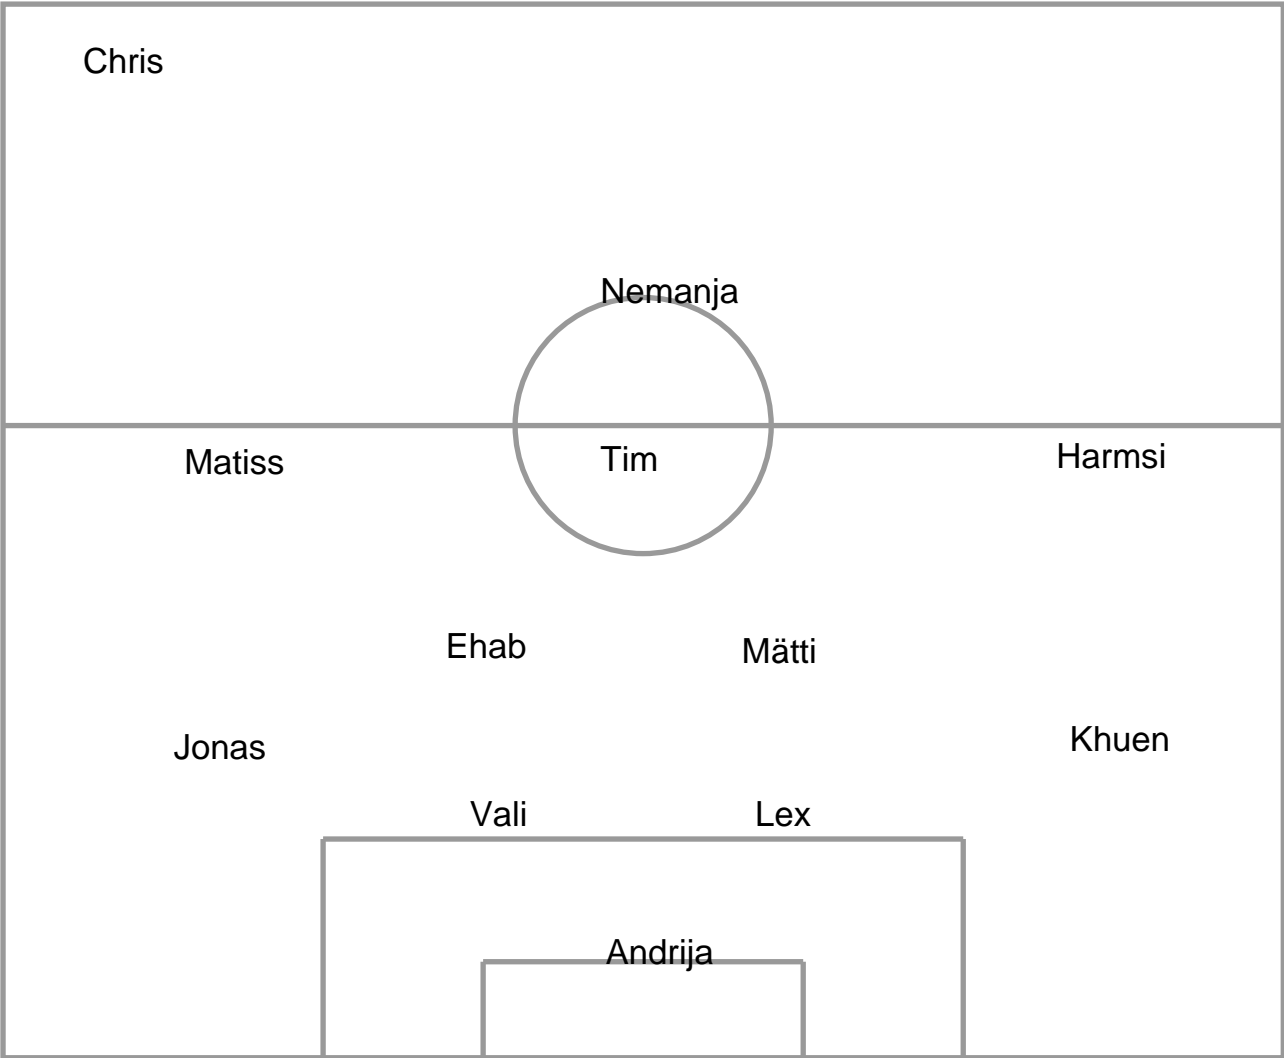 Chris
Nemanja
Matiss
Tim
Harmsi
Ehab
Mätti
Jonas
Khuen
Vali
Lex
Andrija